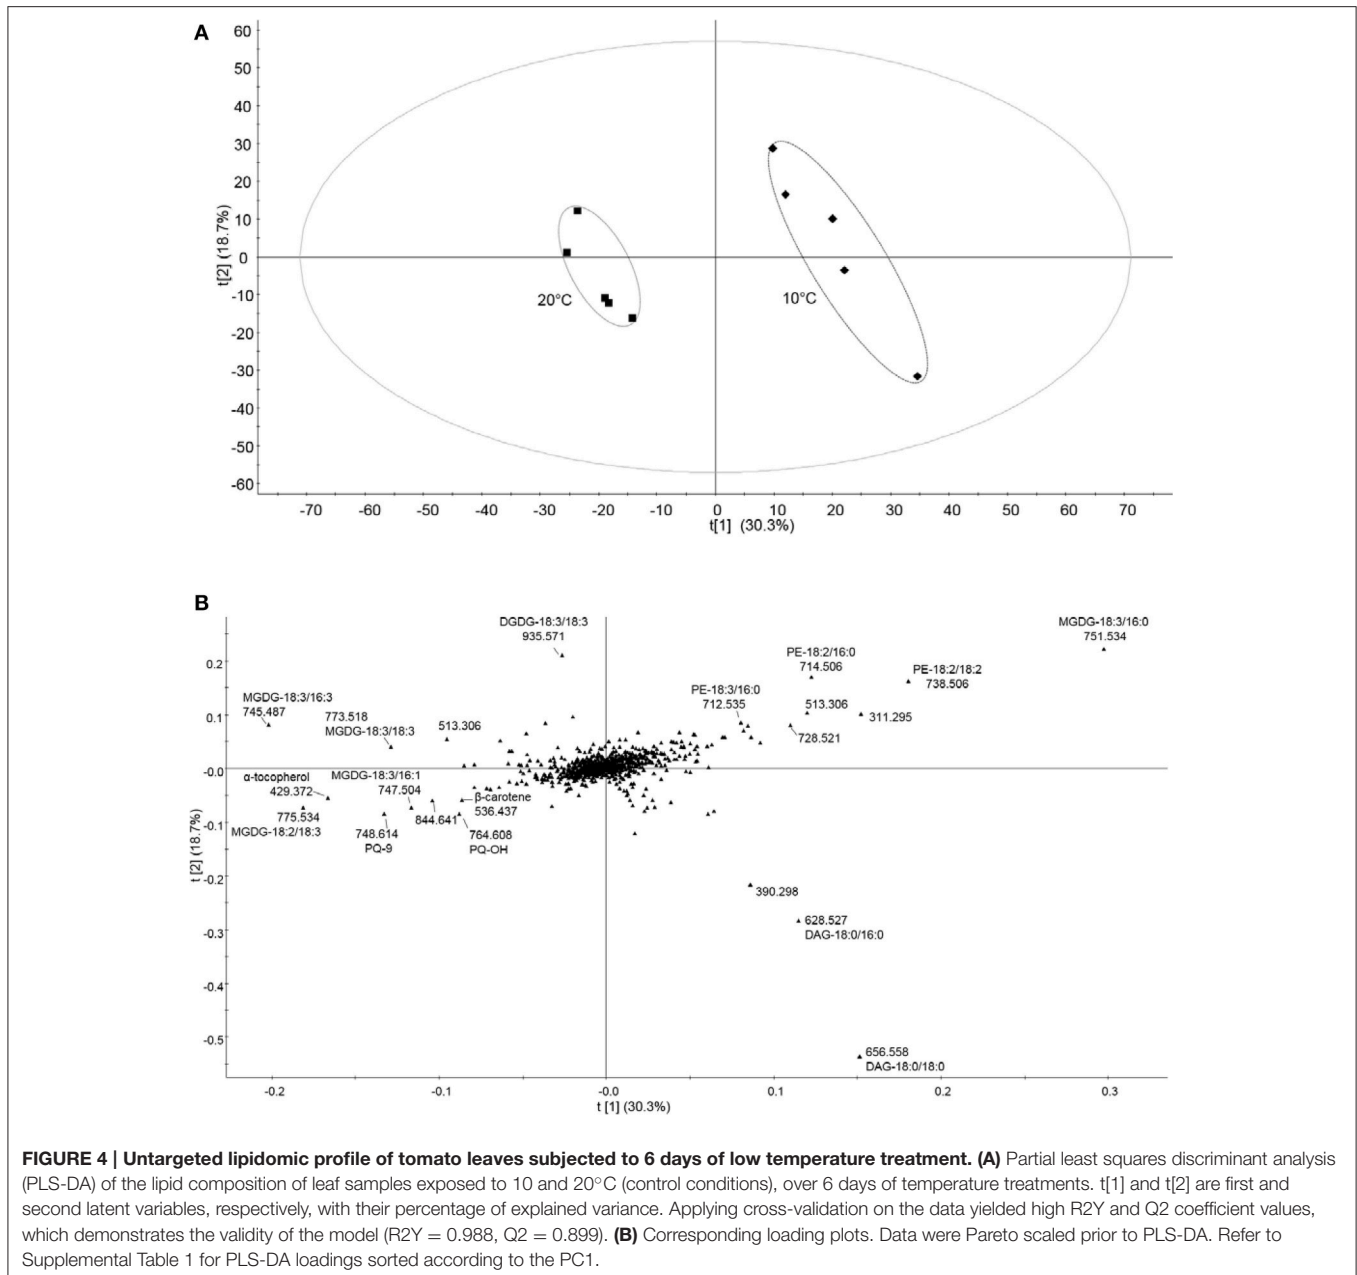 A
60
50
40
30
20
10
0
-10
-20
-30
-40
-50
-60
t[2] (18.7%)
20°C
10°C
-70 -60 -50 -40 -30 -20 -10 0 10 20 30 40 50 60 70
t[1] (30.3%)
B
DGDG-18:3/18:3
935.571
MGDG-18:3/16:0
751.534
PE-18:2/16:0
714.506
PE-18:2/18:2
738.506
PE-18:3/16:0
712.535
513.306
311.295
728.521
MGDG-18:3/16:3
745.487
773.518
MGDG-18:3/18:3
513.306
α-tocopherol
429.372
MGDG-18:3/16:1
747.504
β-carotene
536.437
775.534
MGDG-18:2/18:3
844.641
748.614
PQ-9
764.608
PQ-OH
390.298
628.527
DAG-18:0/16:0
656.558
DAG-18:0/18:0
0.2
0.1
-0.0
-0.1
-0.2
-0.3
-0.4
-0.5
t [2] (18.7%)
-0.2 -0.1 -0.0 0.1 0.2 0.3
t [1] (30.3%)
FIGURE 4 | Untargeted lipidomic profile of tomato leaves subjected to 6 days of low temperature treatment. (A) Partial least squares discriminant analysis
(PLS-DA) of the lipid composition of leaf samples exposed to 10 and 20°C (control conditions), over 6 days of temperature treatments. t[1] and t[2] are first and
second latent variables, respectively, with their percentage of explained variance. Applying cross-validation on the data yielded high R2Y and Q2 coefficient values,
which demonstrates the validity of the model (R2Y = 0.988, Q2 = 0.899). (B) Corresponding loading plots. Data were Pareto scaled prior to PLS-DA. Refer to
Supplemental Table 1 for PLS-DA loadings sorted according to the PC1.